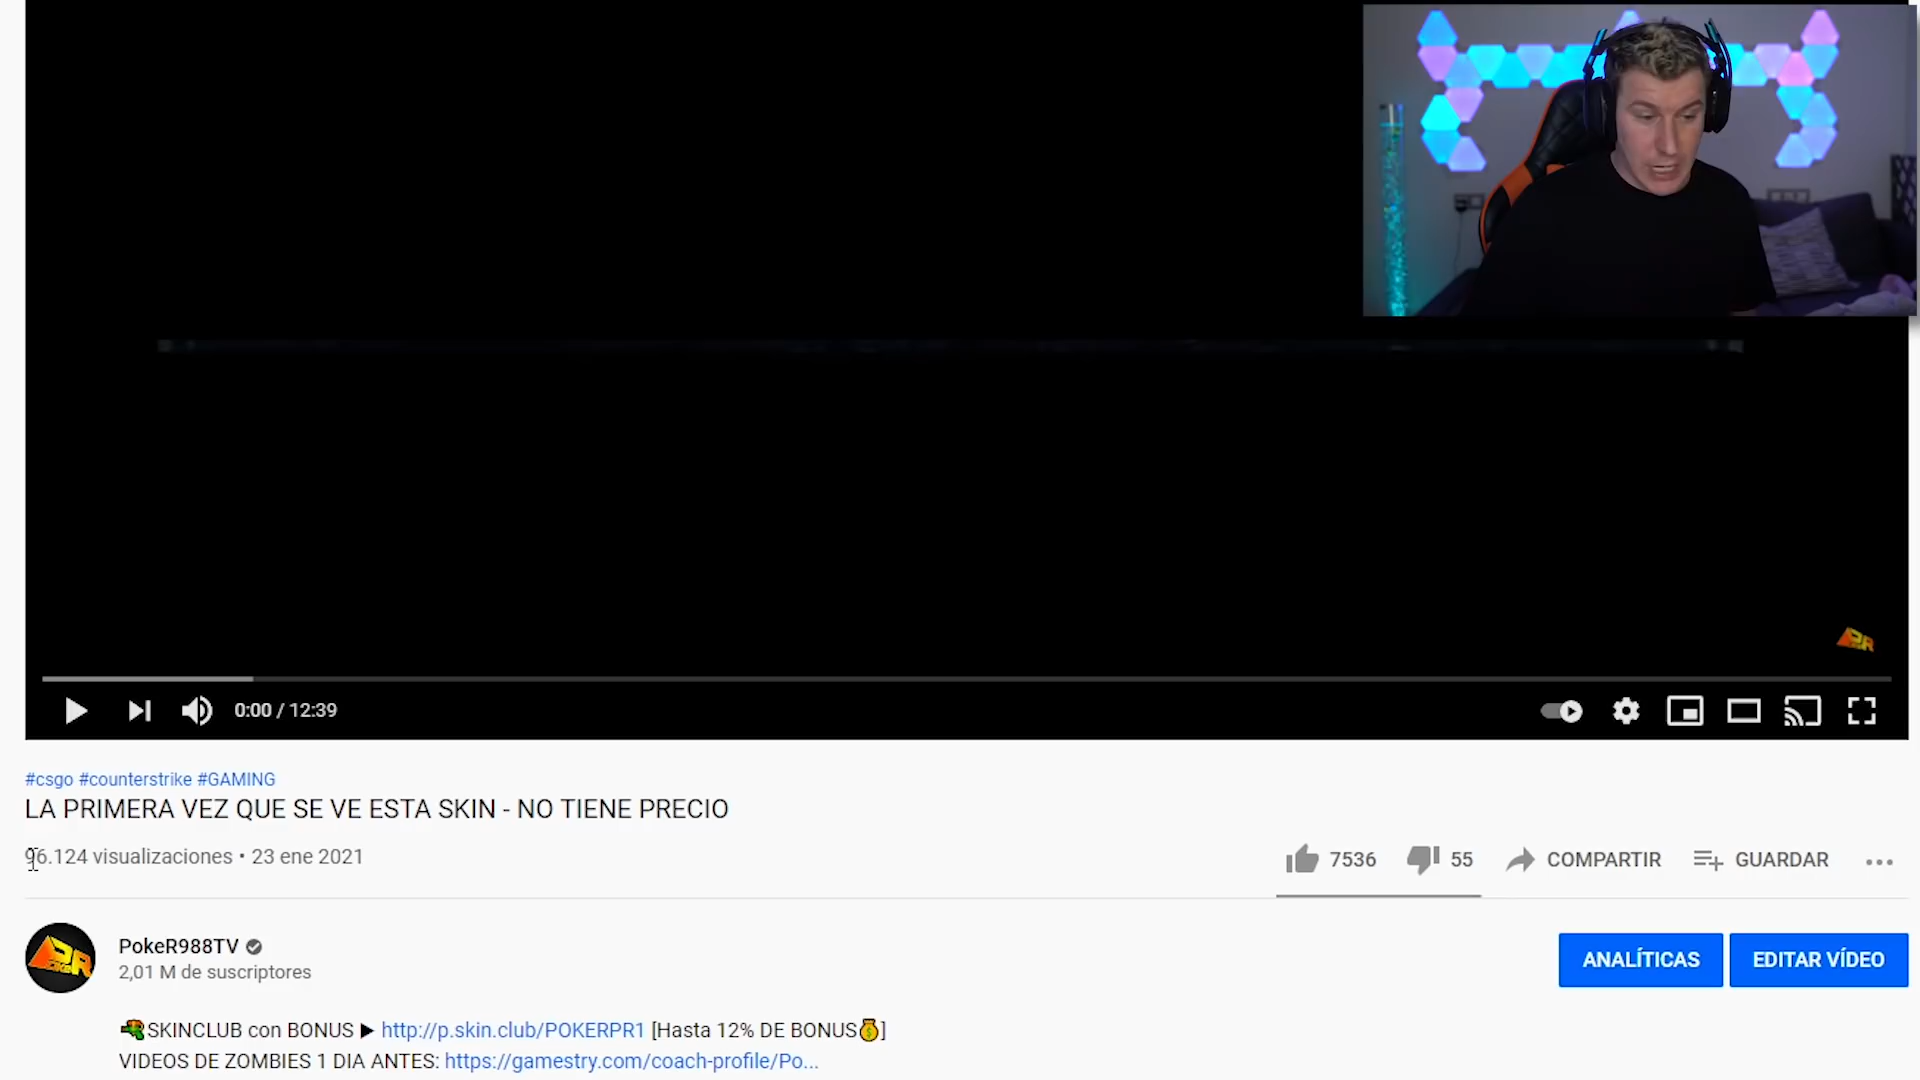 0:00 / 12:39
#csgo #counterstrike #GAMING
LA PRIMERA VEZ QUE SE VE ESTA SKIN - NO TIENE PRECIO
96.124 visualizaciones • 23 ene 2021
7536 55 COMPARTIR GUARDAR
PokeR988TV
2,01 M de suscriptores
ANALÍTICAS EDITAR VÍDEO
SKINCLUB con BONUS ▶ http://p.skin.club/POKERPR1 [Hasta 12% DE BONUS💰]
VIDEOS DE ZOMBIES 1 DIA ANTES: https://gamestry.com/coach-profile/Po...